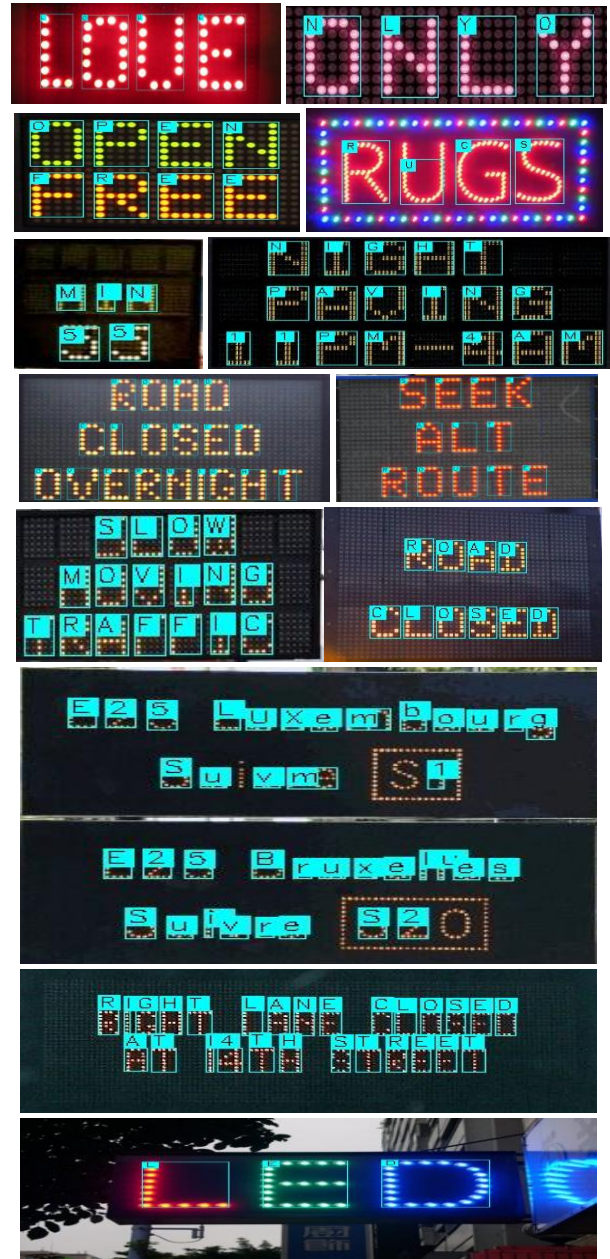 LOVE
ONLY
OPEN
FREE
RUGS
MIN
55
NIGHT
PAVING
11PM-4AM
ROAD
CLOSED
OVERNIGHT
SEEK
ALT
ROUTE
SLOW
MOVING
TRAFFIC
ROAD
CLOSED
E25 Luxembourg
Suivm S1
E25 Bruxelles
Suivre S20
RIGHT LANE CLOSED
AT 14TH STREET
LED